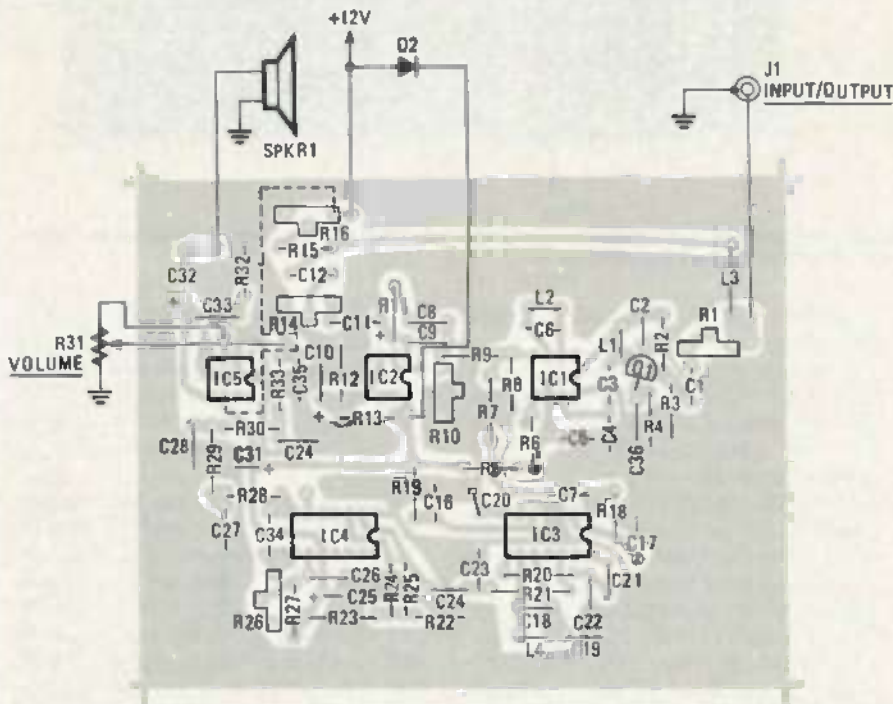 +12V
D2
J1
INPUT/OUTPUT
SPKR1
R16
R15
C32
R32
C12
L3
C33
R14
C11
R11
C8
C9
L2
C6
C2
L1
R2
R1
R31
VOLUME
IC5
R33
C35
C10
R12
IC2
R9
R8
IC1
C3
Q1
R3
C1
R13
R10
R7
R6
C4
R4
C28
R30
C24
C5
C36
R29
C31
R5
R28
R19
C16
C20
C7
R18
C27
C34
IC4
IC3
C17
C26
R24
R25
C23
R20
C21
R26
R27
C25
R21
R23
C24
R22
C18
C22
L4